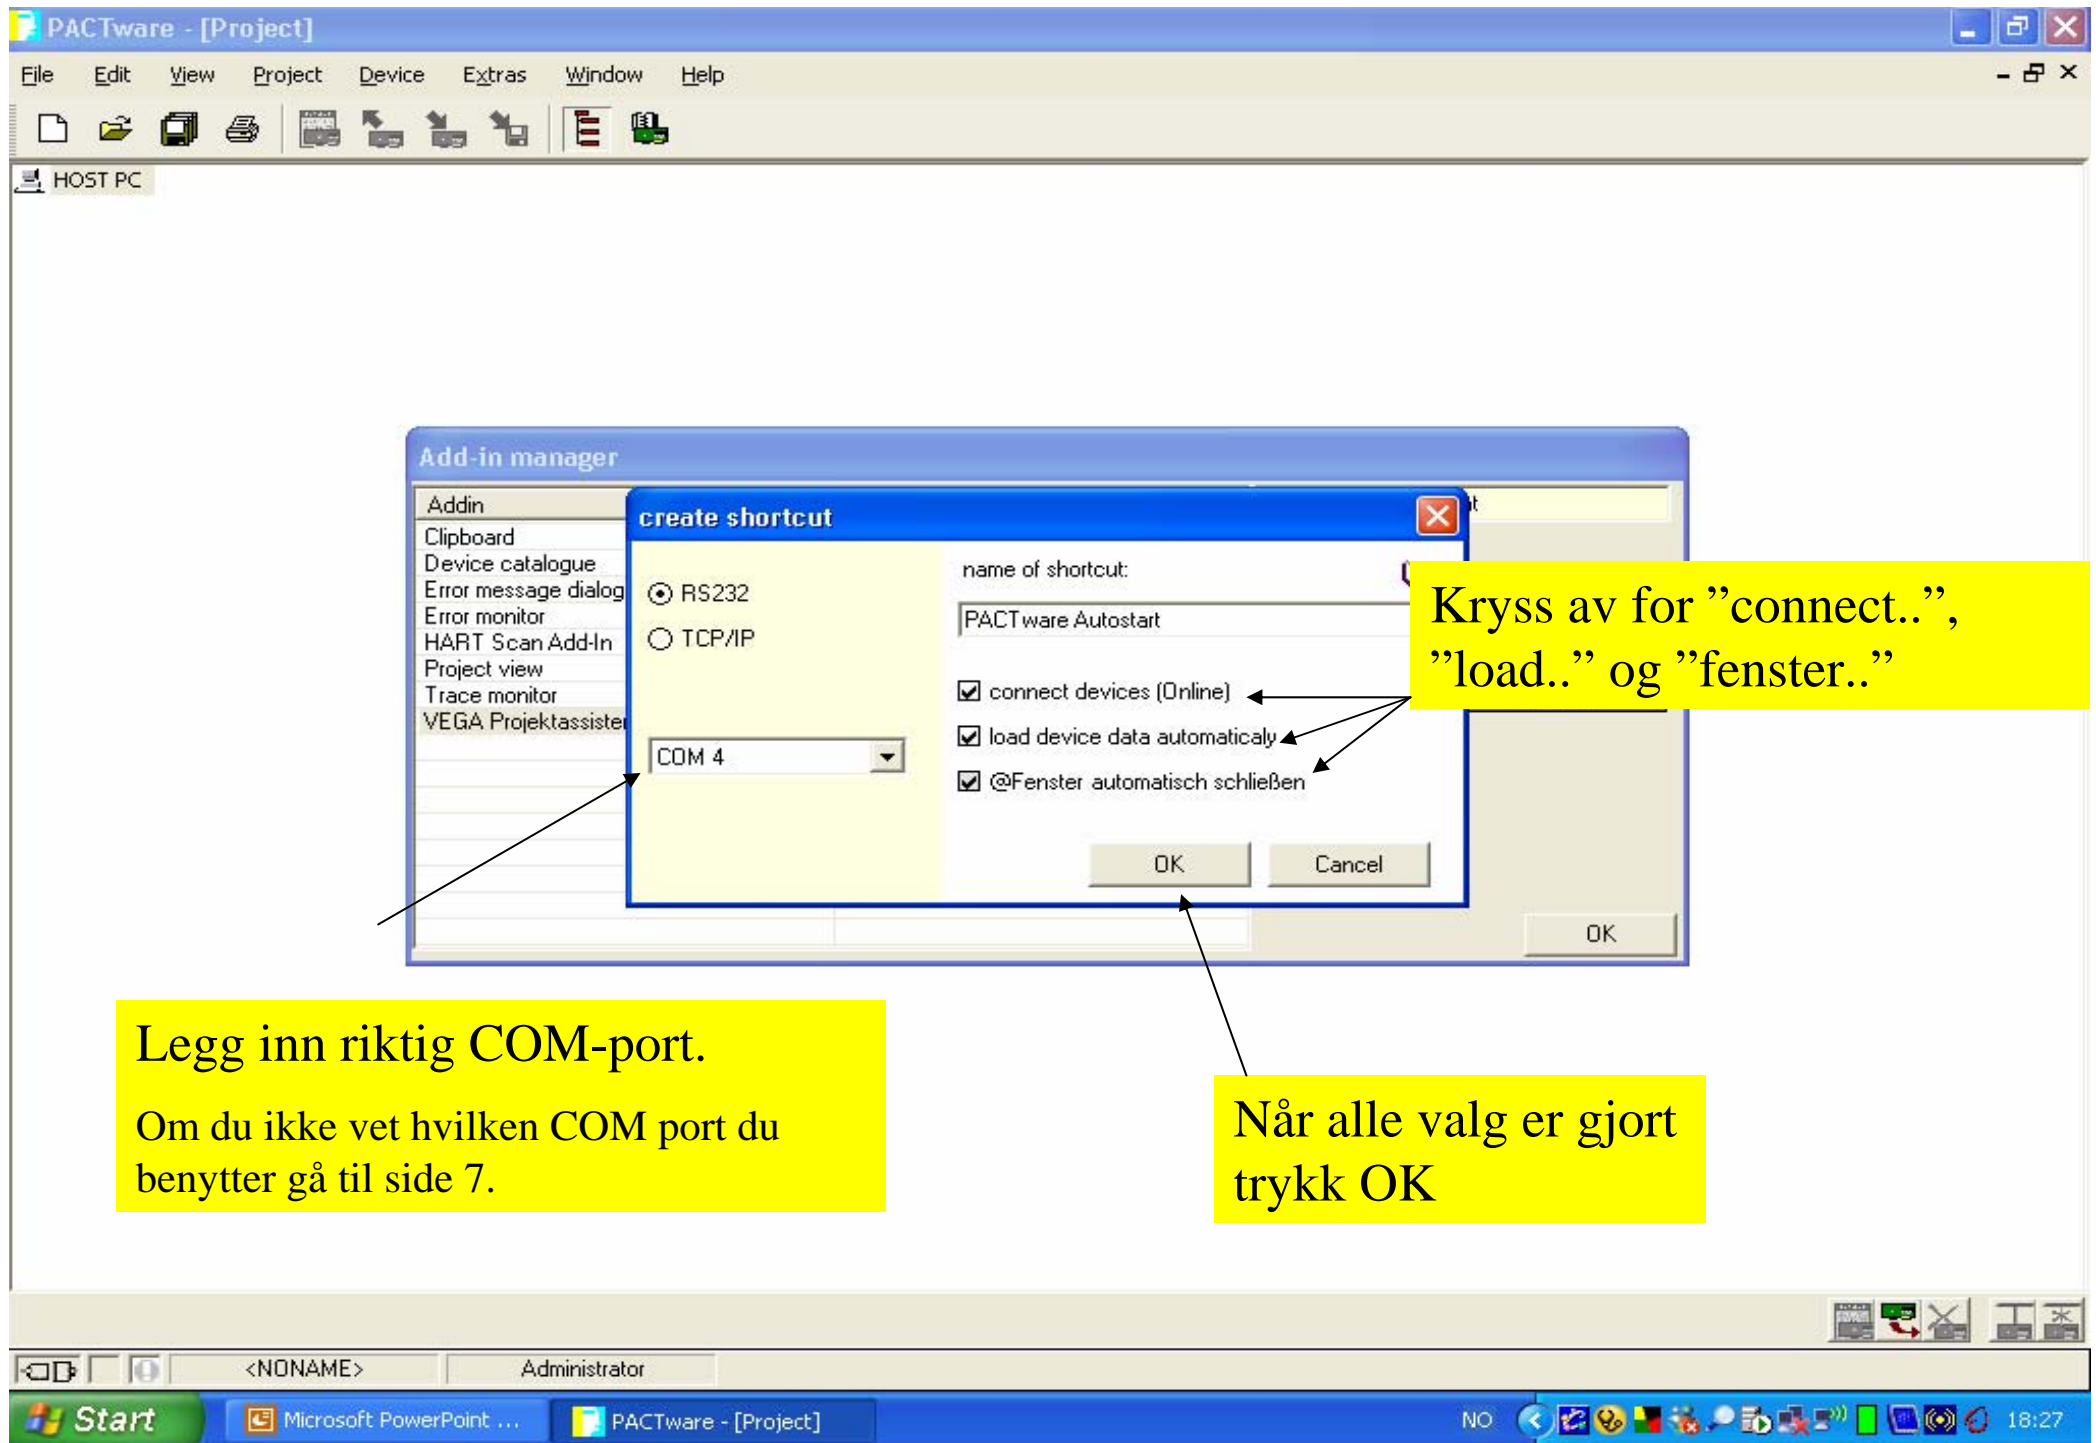 PACTware - [Project]
File Edit View Project Device Extras Window Help
HOST PC
Add-in manager
Addin
Clipboard
Device catalogue
Error message dialog
Error monitor
HART Scan Add-In
Project view
Trace monitor
VEGA Projektassister
create shortcut
RS232
TCP/IP
COM 4
name of shortcut:
PACTware Autostart
connect devices (Online)
load device data automaticaly
@Fenster automatisch schließen
OK Cancel
OK
Kryss av for ”connect..”,
”load..” og ”fenster..”
Legg inn riktig COM-port.
Om du ikke vet hvilken COM port du
benytter gå til side 7.
Når alle valg er gjort
trykk OK
<NONAME> Administrator
Start Microsoft PowerPoint ... PACTware - [Project] NO 18:27